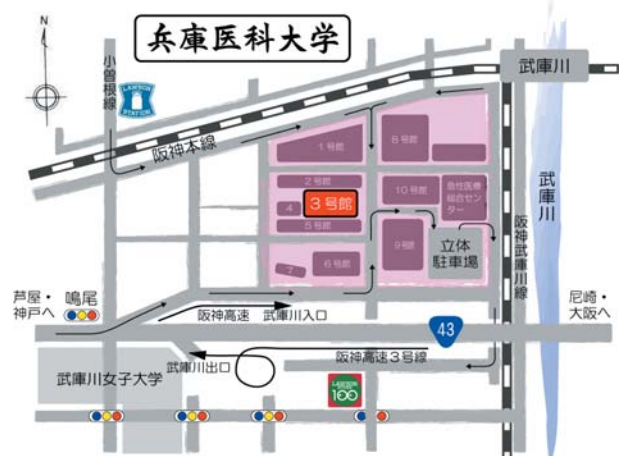 兵庫医科大学
N
小曽根線
LAWSON
STATION
武庫川
阪神本線
1号館
8号館
2号館
3号館
4
5号館
10号館
急性医療
総合セン
ター
武庫川
9号館
立体
駐車場
6号館
7
阪神武庫川線
芦屋・
神戸へ
鳴尾
阪神高速 武庫川入口
43
尼崎・
大阪へ
武庫川出口
阪神高速3号線
武庫川女子大学
LAWSON
STORE
100